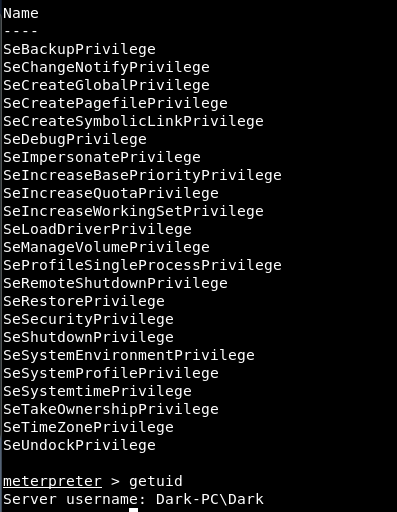 Name
----
SeBackupPrivilege
SeChangeNotifyPrivilege
SeCreateGlobalPrivilege
SeCreatePagefilePrivilege
SeCreateSymbolicLinkPrivilege
SeDebugPrivilege
SeImpersonatePrivilege
SeIncreaseBasePriorityPrivilege
SeIncreaseQuotaPrivilege
SeIncreaseWorkingSetPrivilege
SeLoadDriverPrivilege
SeManageVolumePrivilege
SeProfileSingleProcessPrivilege
SeRemoteShutdownPrivilege
SeRestorePrivilege
SeSecurityPrivilege
SeShutdownPrivilege
SeSystemEnvironmentPrivilege
SeSystemProfilePrivilege
SeSystemtimePrivilege
SeTakeOwnershipPrivilege
SeTimeZonePrivilege
SeUndockPrivilege
meterpreter > getuid
Server username: Dark-PC\Dark